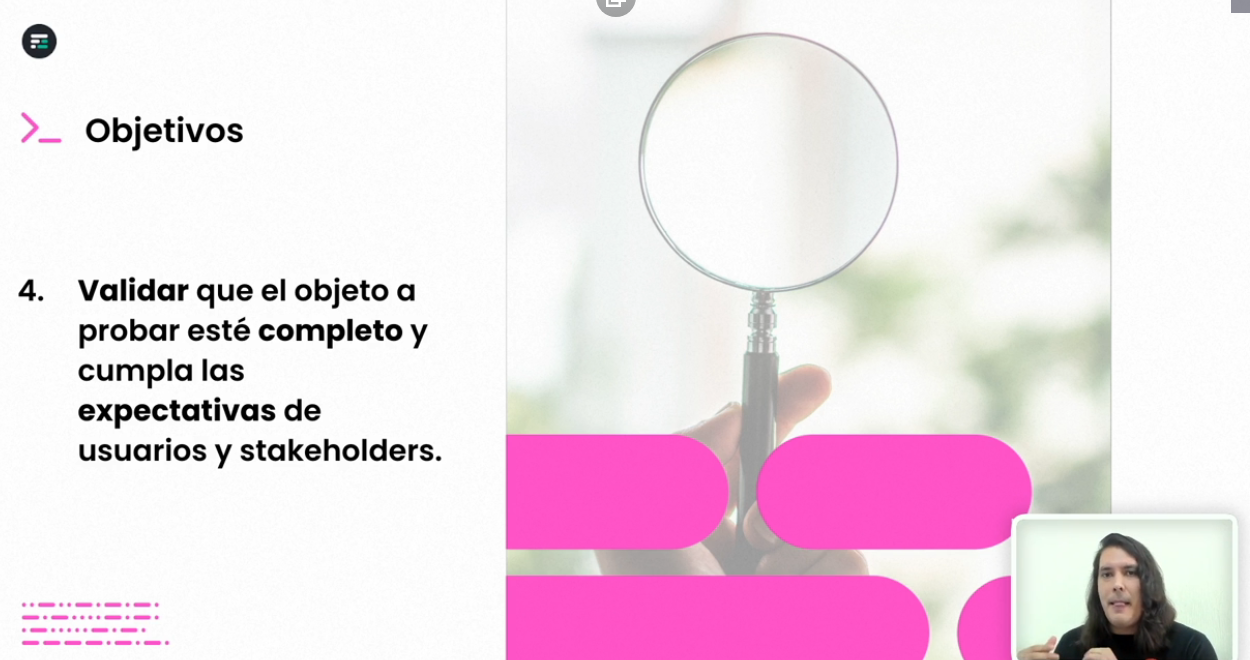 Objetivos
4. Validar que el objeto a
probar esté completo y
cumpla las
expectativas de
usuarios y stakeholders.